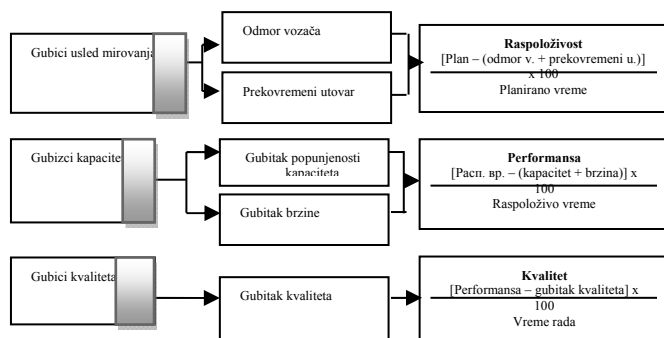 Gubici usled mirovanja
Odmor vozača
Prekovremeni utovar
Raspoloživost
[Plan – (odmor v. + prekovremeni u.)]
x 100
Planirano vreme
Gubizci kapacite
Gubitak popunjenosti
kapaciteta
Gubitak brzine
Performansa
[Расп. вр. – (kapacitet + brzina)] x
100
Raspoloživo vreme
Gubici kvaliteta
Gubitak kvaliteta
Kvalitet
[Performansa – gubitak kvaliteta] x
100
Vreme rada